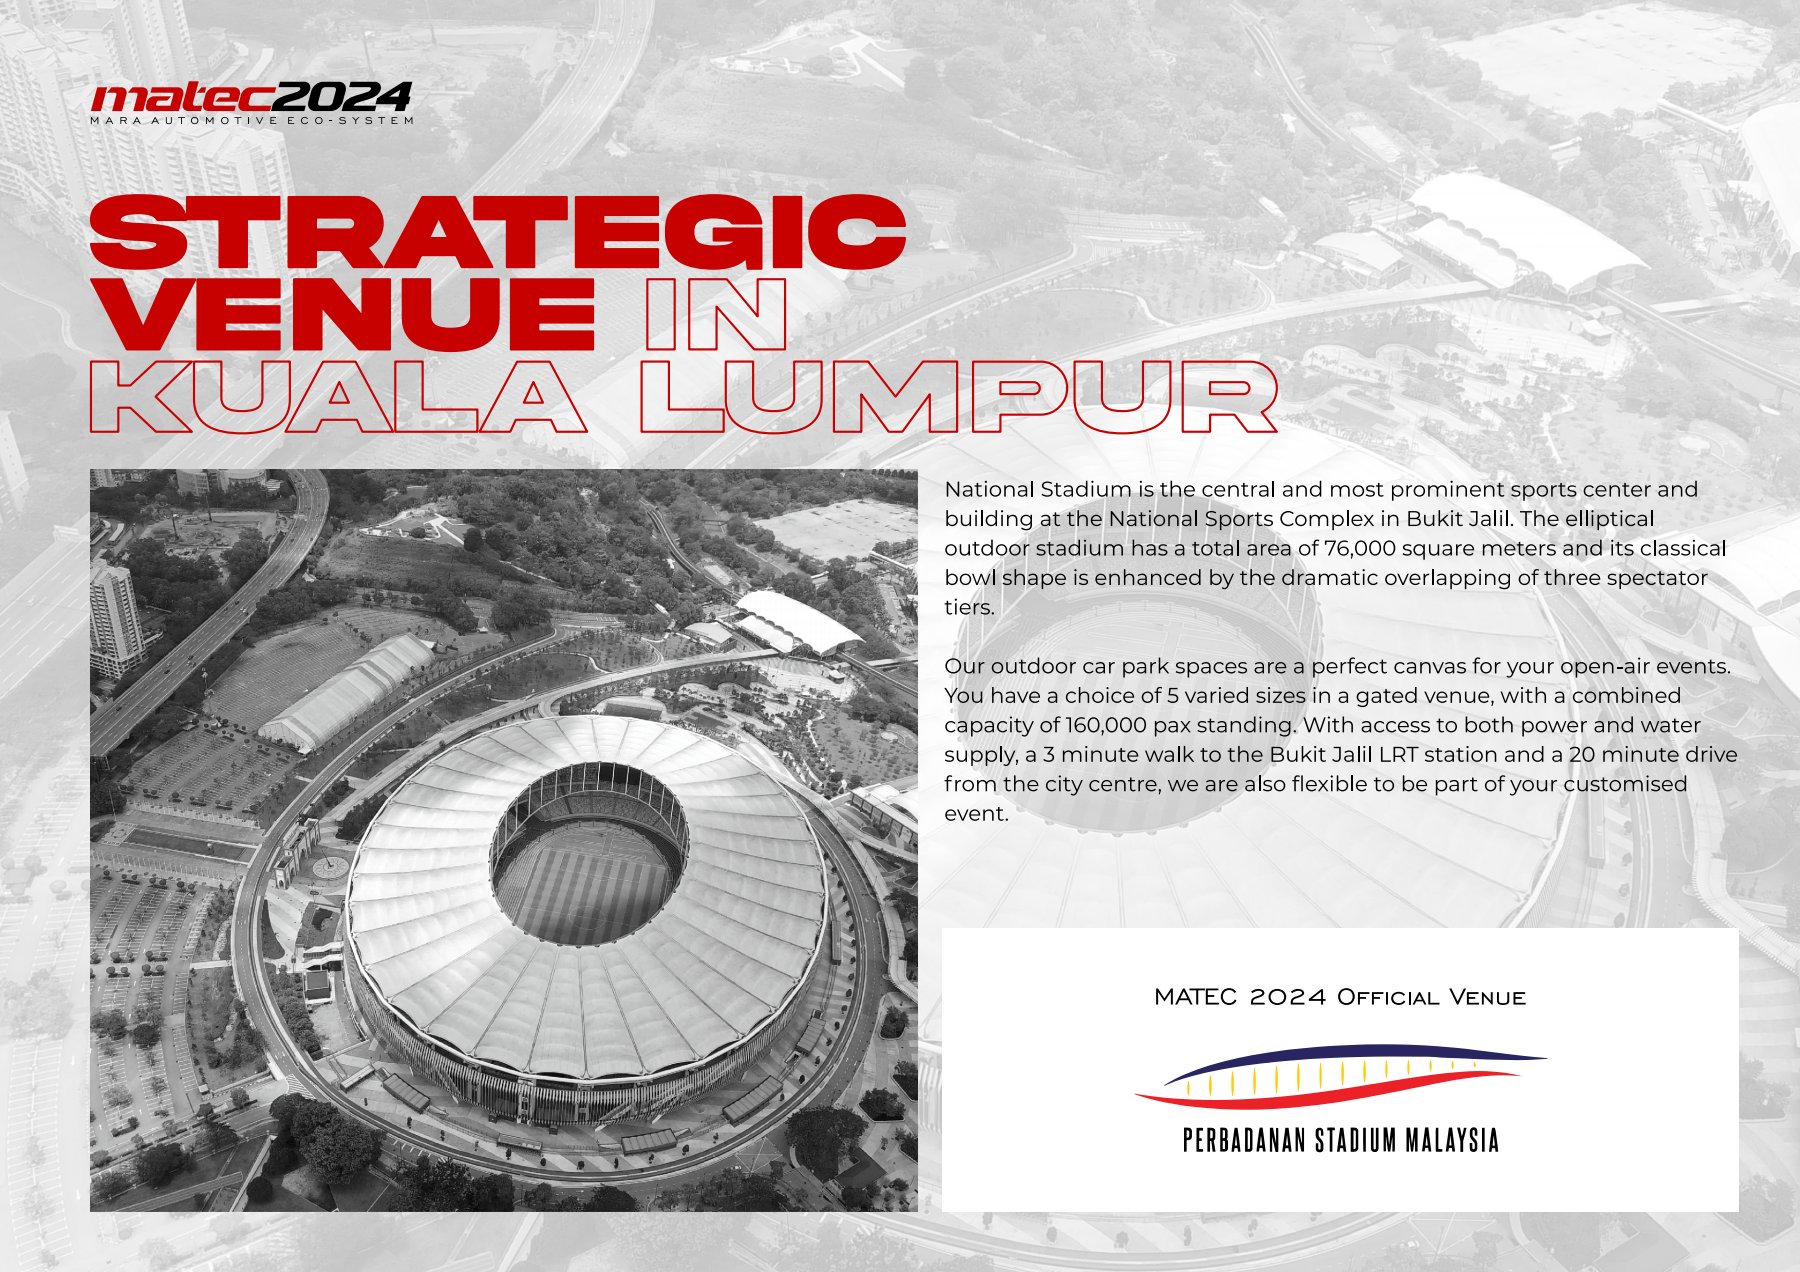 matec2024
MARA AUTOMOTIVE ECO-SYSTEM
STRATEGIC
VENUE IN
KUALA LUMPUR
National Stadium is the central and most prominent sports center and
building at the National Sports Complex in Bukit Jalil. The elliptical
outdoor stadium has a total area of 76,000 square meters and its classical
bowl shape is enhanced by the dramatic overlapping of three spectator
tiers.
Our outdoor car park spaces are a perfect canvas for your open-air events.
You have a choice of 5 varied sizes in a gated venue, with a combined
capacity of 160,000 pax standing. With access to both power and water
supply, a 3 minute walk to the Bukit Jalil LRT station and a 20 minute drive
from the city centre, we are also flexible to be part of your customised
event.
MATEC 2024 Official Venue
PERBADANAN STADIUM MALAYSIA